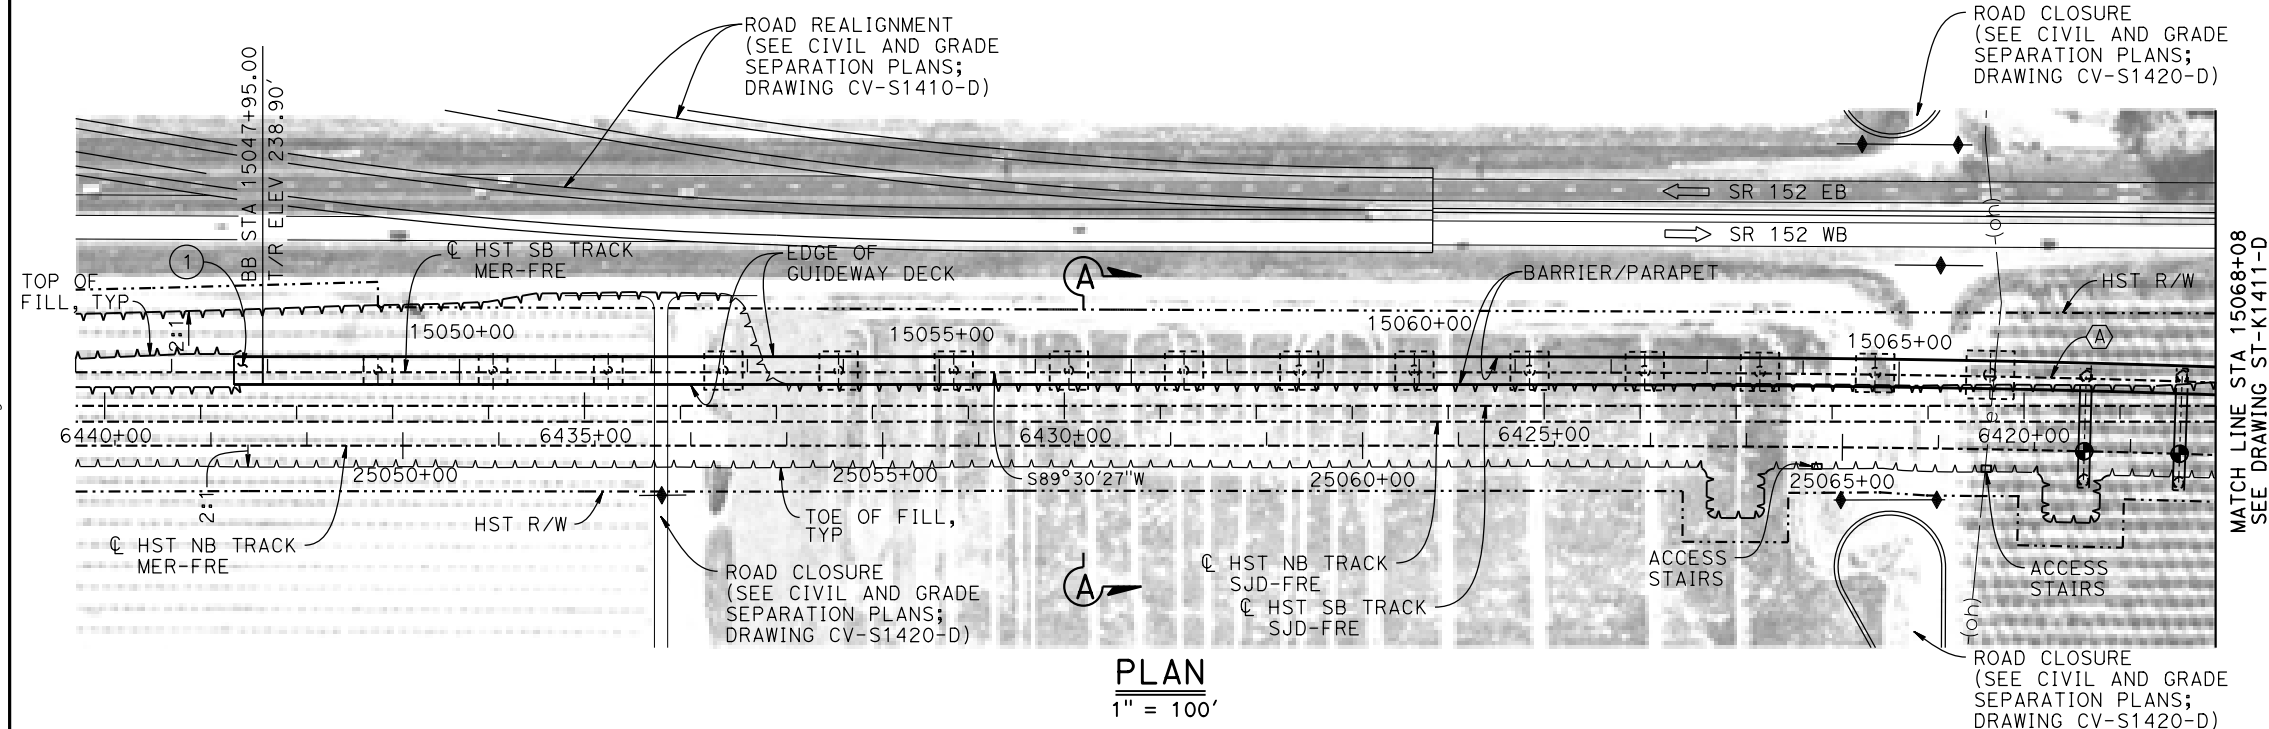 ROAD REALIGNMENT
(SEE CIVIL AND GRADE
SEPARATION PLANS;
DRAWING CV-S1410-D)
ROAD CLOSURE
(SEE CIVIL AND GRADE
SEPARATION PLANS;
DRAWING CV-S1420-D)
BB STA 15047+95.00
T/R ELEV 238.90'
SR 152 EB
SR 152 WB
(oh)
1
℄ HST SB TRACK
MER-FRE
EDGE OF
GUIDEWAY DECK
A
BARRIER/PARAPET
HST R/W
TOP OF
FILL, TYP
2:1
15050+00
15055+00
15060+00
15065+00
A
MATCH LINE STA 15068+08
SEE DRAWING ST-K1411-D
6440+00
6435+00
6430+00
6425+00
6420+00
25050+00
25055+00
S89°30'27"W
25060+00
25065+00
2:1
HST R/W
TOE OF FILL,
TYP
℄ HST NB TRACK
MER-FRE
ROAD CLOSURE
(SEE CIVIL AND GRADE
SEPARATION PLANS;
DRAWING CV-S1420-D)
A
℄ HST NB TRACK
SJD-FRE
℄ HST SB TRACK
SJD-FRE
ACCESS
STAIRS
ACCESS
STAIRS
(oh)
ROAD CLOSURE
(SEE CIVIL AND GRADE
SEPARATION PLANS;
DRAWING CV-S1420-D)
PLAN
1" = 100'